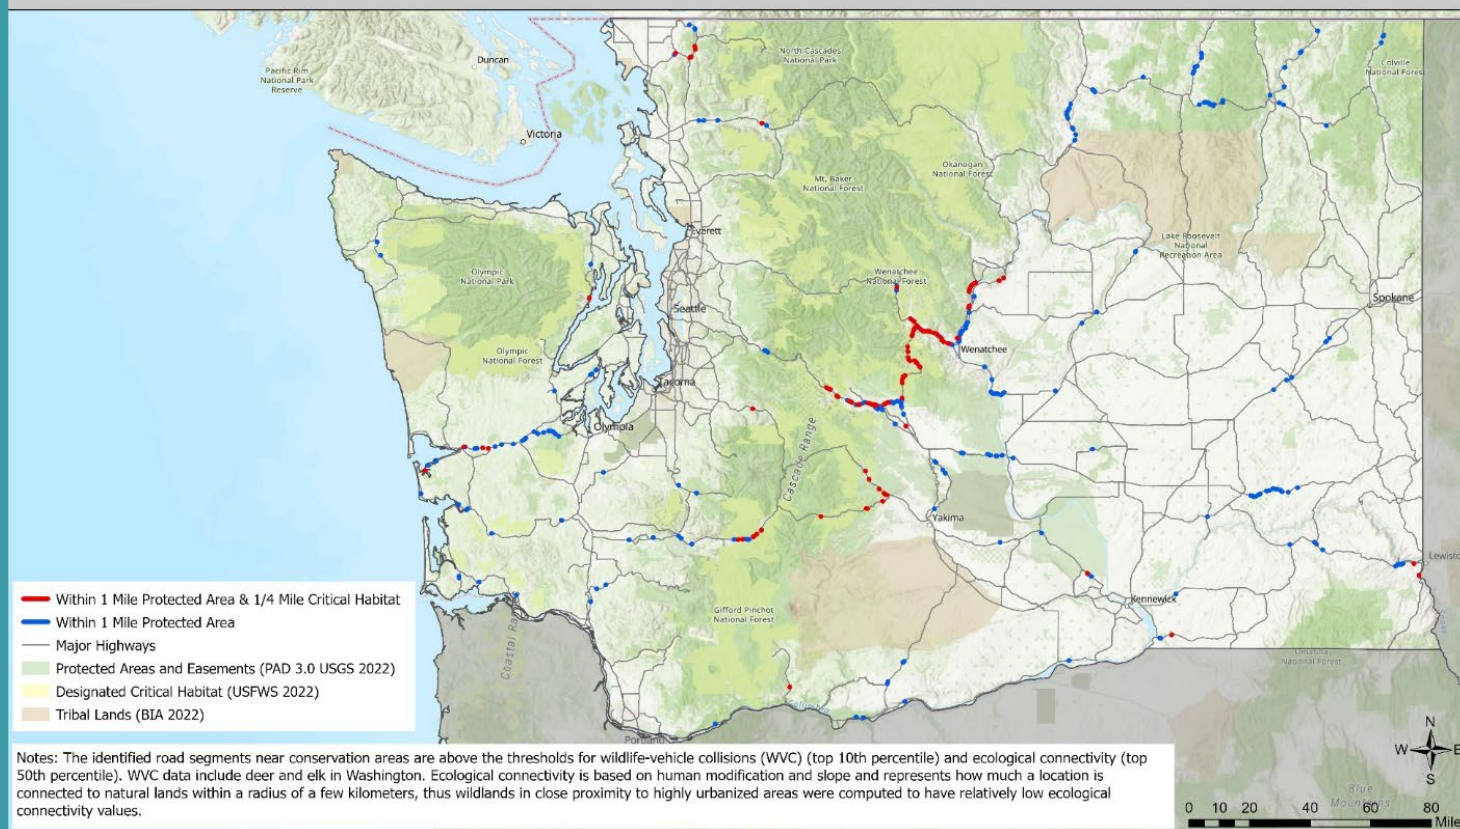 Duncan
Pacific Rim
National Park
Reserve
Victoria
North Cascades
National Park
Colville
National Fores
Mt. Baker
National Forest
Okanogan
National Forest
Everett
Lake Roosevelt
National
Recreation Area
Olympic
National Park
Wenatchee
National Forest
Seattle
Spokane
Olympic
National Forest
Wenatchee
Tacoma
Olympia
Cascade Range
Yakima
Lewisto
Kennewick
Gifford Pinchot
National Forest
Coastal Ra
Umatilla
National Forest
Columbia
Snake
Portland
Blue
Mountains
Within 1 Mile Protected Area & 1/4 Mile Critical Habitat
Within 1 Mile Protected Area
Major Highways
Protected Areas and Easements (PAD 3.0 USGS 2022)
Designated Critical Habitat (USFWS 2022)
Tribal Lands (BIA 2022)
N
W E
S
Notes: The identified road segments near conservation areas are above the thresholds for wildlife-vehicle collisions (WVC) (top 10th percentile) and ecological connectivity (top
50th percentile). WVC data include deer and elk in Washington. Ecological connectivity is based on human modification and slope and represents how much a location is
connected to natural lands within a radius of a few kilometers, thus wildlands in close proximity to highly urbanized areas were computed to have relatively low ecological
connectivity values.
0 10 20 40 60 80
Mile